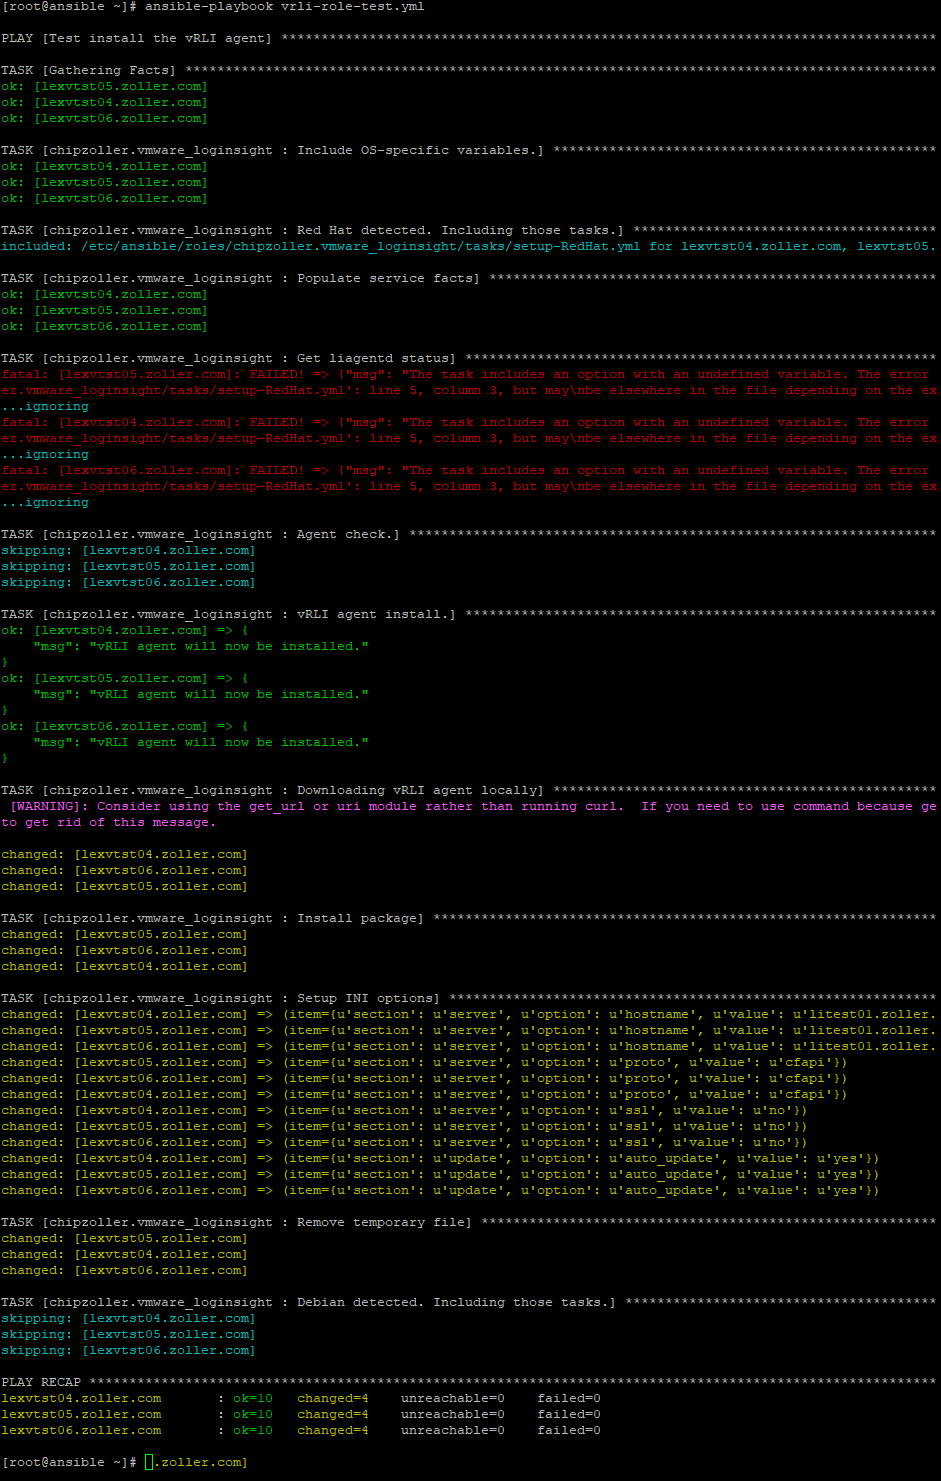 [root@ansible ~]# ansible-playbook vrli-role-test.yml
PLAY [Test install the vRLI agent] **********************************************************************************
TASK [Gathering Facts] **********************************************************************************************
ok: [lexvtst05.zoller.com]
ok: [lexvtst04.zoller.com]
ok: [lexvtst06.zoller.com]
TASK [chipzoller.vmware_loginsight : Include OS-specific variables.] ************************************************
ok: [lexvtst04.zoller.com]
ok: [lexvtst05.zoller.com]
ok: [lexvtst06.zoller.com]
TASK [chipzoller.vmware_loginsight : Red Hat detected. Including those tasks.] **************************************
included: /etc/ansible/roles/chipzoller.vmware_loginsight/tasks/setup-RedHat.yml for lexvtst04.zoller.com, lexvtst05.
TASK [chipzoller.vmware_loginsight : Populate service facts] ********************************************************
ok: [lexvtst04.zoller.com]
ok: [lexvtst05.zoller.com]
ok: [lexvtst06.zoller.com]
TASK [chipzoller.vmware_loginsight : Get liagentd status] ***********************************************************
fatal: [lexvtst05.zoller.com]: FAILED! => {"msg": "The task includes an option with an undefined variable. The error
er.vmware_loginsight/tasks/setup-RedHat.yml': line 5, column 3, but may\nbe elsewhere in the file depending on the ex
...ignoring
fatal: [lexvtst04.zoller.com]: FAILED! => {"msg": "The task includes an option with an undefined variable. The error
er.vmware_loginsight/tasks/setup-RedHat.yml': line 5, column 3, but may\nbe elsewhere in the file depending on the ex
...ignoring
fatal: [lexvtst06.zoller.com]: FAILED! => {"msg": "The task includes an option with an undefined variable. The error
er.vmware_loginsight/tasks/setup-RedHat.yml': line 5, column 3, but may\nbe elsewhere in the file depending on the ex
...ignoring
TASK [chipzoller.vmware_loginsight : Agent check.] ******************************************************************
skipping: [lexvtst04.zoller.com]
skipping: [lexvtst05.zoller.com]
skipping: [lexvtst06.zoller.com]
TASK [chipzoller.vmware_loginsight : vRLI agent install.] ***********************************************************
ok: [lexvtst04.zoller.com] => {
    "msg": "vRLI agent will now be installed."
}
ok: [lexvtst05.zoller.com] => {
    "msg": "vRLI agent will now be installed."
}
ok: [lexvtst06.zoller.com] => {
    "msg": "vRLI agent will now be installed."
}
TASK [chipzoller.vmware_loginsight : Downloading vRLI agent locally] ************************************************
 [WARNING]: Consider using the get_url or uri module rather than running curl.  If you need to use command because ge
to get rid of this message.
changed: [lexvtst04.zoller.com]
changed: [lexvtst06.zoller.com]
changed: [lexvtst05.zoller.com]
TASK [chipzoller.vmware_loginsight : Install package] ***************************************************************
changed: [lexvtst05.zoller.com]
changed: [lexvtst06.zoller.com]
changed: [lexvtst04.zoller.com]
TASK [chipzoller.vmware_loginsight : Setup INI options] *************************************************************
changed: [lexvtst04.zoller.com] => (item={u'section': u'server', u'option': u'hostname', u'value': u'litest01.zoller.
changed: [lexvtst05.zoller.com] => (item={u'section': u'server', u'option': u'hostname', u'value': u'litest01.zoller.
changed: [lexvtst06.zoller.com] => (item={u'section': u'server', u'option': u'hostname', u'value': u'litest01.zoller.
changed: [lexvtst05.zoller.com] => (item={u'section': u'server', u'option': u'proto', u'value': u'cfapi'})
changed: [lexvtst06.zoller.com] => (item={u'section': u'server', u'option': u'proto', u'value': u'cfapi'})
changed: [lexvtst04.zoller.com] => (item={u'section': u'server', u'option': u'proto', u'value': u'cfapi'})
changed: [lexvtst04.zoller.com] => (item={u'section': u'server', u'option': u'ssl', u'value': u'no'})
changed: [lexvtst05.zoller.com] => (item={u'section': u'server', u'option': u'ssl', u'value': u'no'})
changed: [lexvtst06.zoller.com] => (item={u'section': u'server', u'option': u'ssl', u'value': u'no'})
changed: [lexvtst04.zoller.com] => (item={u'section': u'update', u'option': u'auto_update', u'value': u'yes'})
changed: [lexvtst05.zoller.com] => (item={u'section': u'update', u'option': u'auto_update', u'value': u'yes'})
changed: [lexvtst06.zoller.com] => (item={u'section': u'update', u'option': u'auto_update', u'value': u'yes'})
TASK [chipzoller.vmware_loginsight : Remove temporary file] *********************************************************
changed: [lexvtst05.zoller.com]
changed: [lexvtst04.zoller.com]
changed: [lexvtst06.zoller.com]
TASK [chipzoller.vmware_loginsight : Debian detected. Including those tasks.] ***************************************
skipping: [lexvtst04.zoller.com]
skipping: [lexvtst05.zoller.com]
skipping: [lexvtst06.zoller.com]
PLAY RECAP **********************************************************************************************************
lexvtst04.zoller.com       : ok=10   changed=4    unreachable=0    failed=0
lexvtst05.zoller.com       : ok=10   changed=4    unreachable=0    failed=0
lexvtst06.zoller.com       : ok=10   changed=4    unreachable=0    failed=0
[root@ansible ~]# .zoller.com]